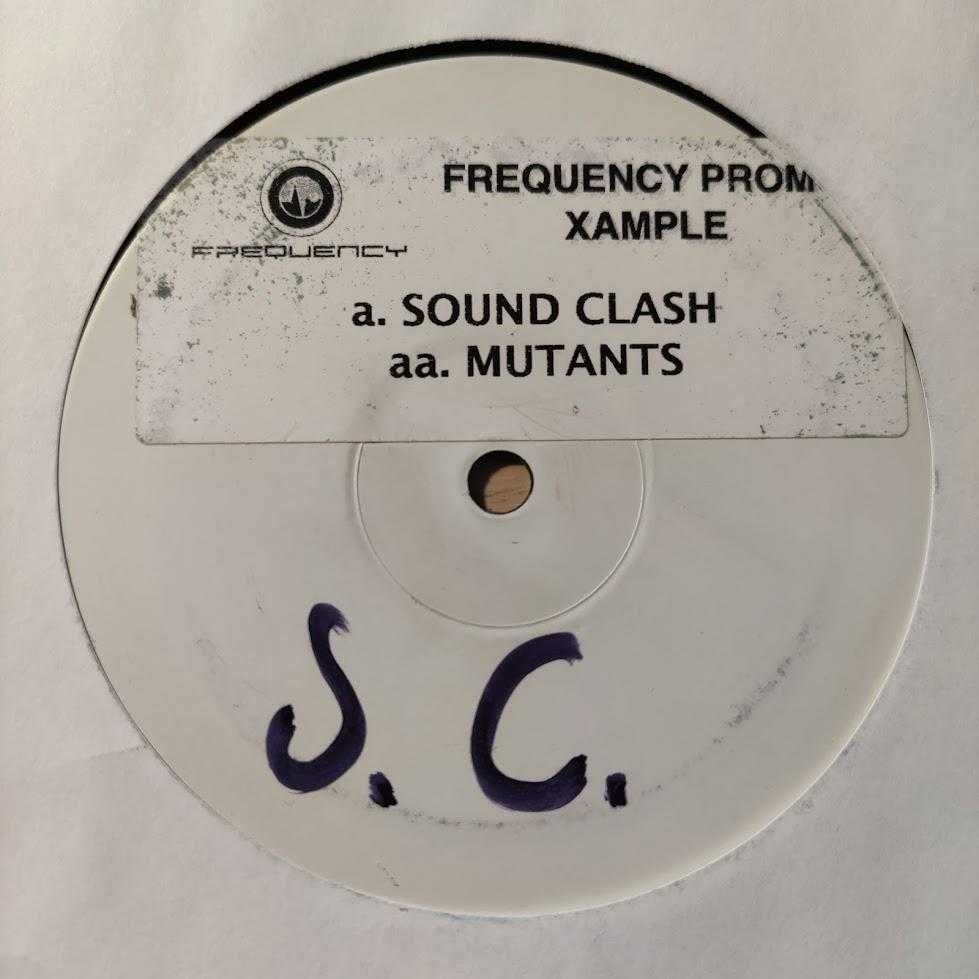 FREQUENCY PROM
XAMPLE
FREQUENCY
a. SOUND CLASH
aa. MUTANTS
S. C.